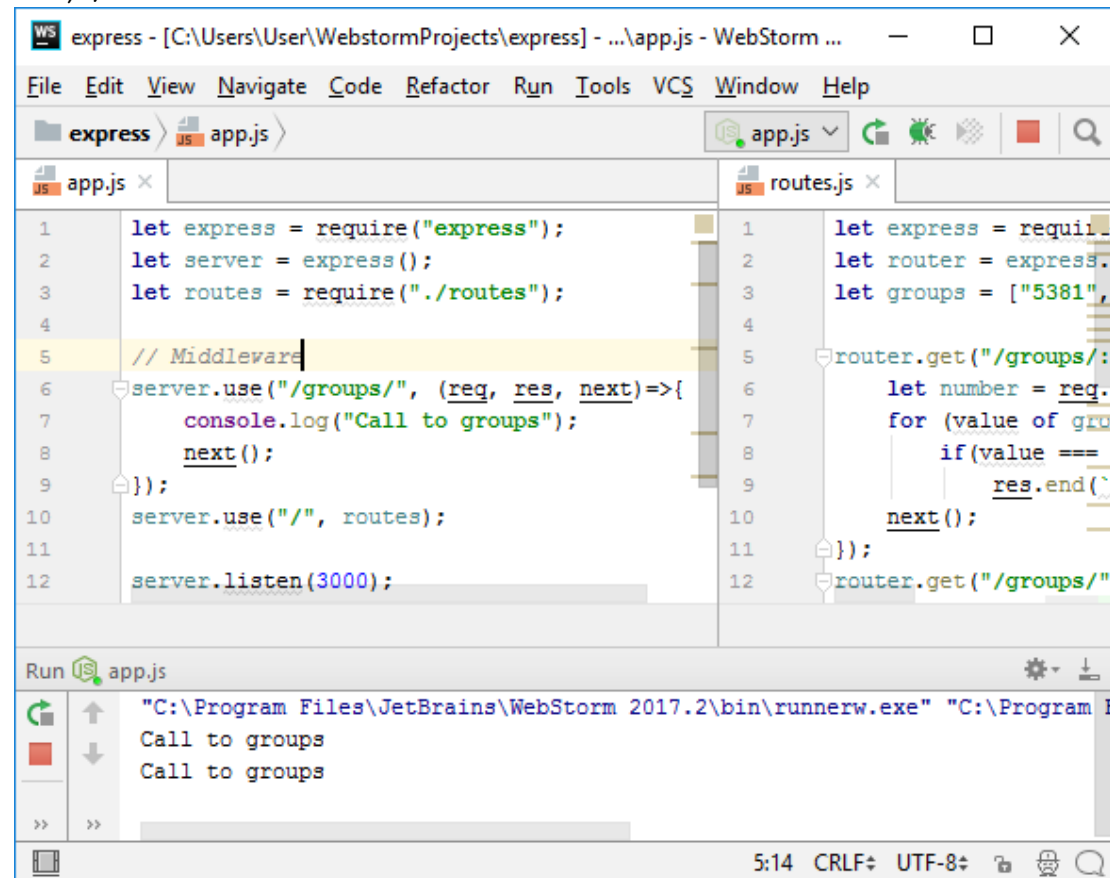 WS express - [C:\Users\User\WebstormProjects\express] - ...\app.js - WebStorm ...
File Edit View Navigate Code Refactor Run Tools VCS Window Help
express app.js app.js
JS app.js
1 let express = require("express");
2 let server = express();
3 let routes = require("./routes");
4
5 // Middleware
6 server.use("/groups/", (req, res, next)=>{
7 console.log("Call to groups");
8 next();
9 });
10 server.use("/", routes);
11
12 server.listen(3000);
JS routes.js
1 let express =
2 let router = express.
3 let groups = ["5381",
4
5 router.get("/groups/:
6 let number = req.
7 for (value of
8 if(value ===
9 res.end(`
10 next();
11 });
12 router.get("/groups/"
Run JS app.js
"C:\Program Files\JetBrains\WebStorm 2017.2\bin\runnerw.exe" "C:\Program
Call to groups
Call to groups
5:14 CRLF UTF-8